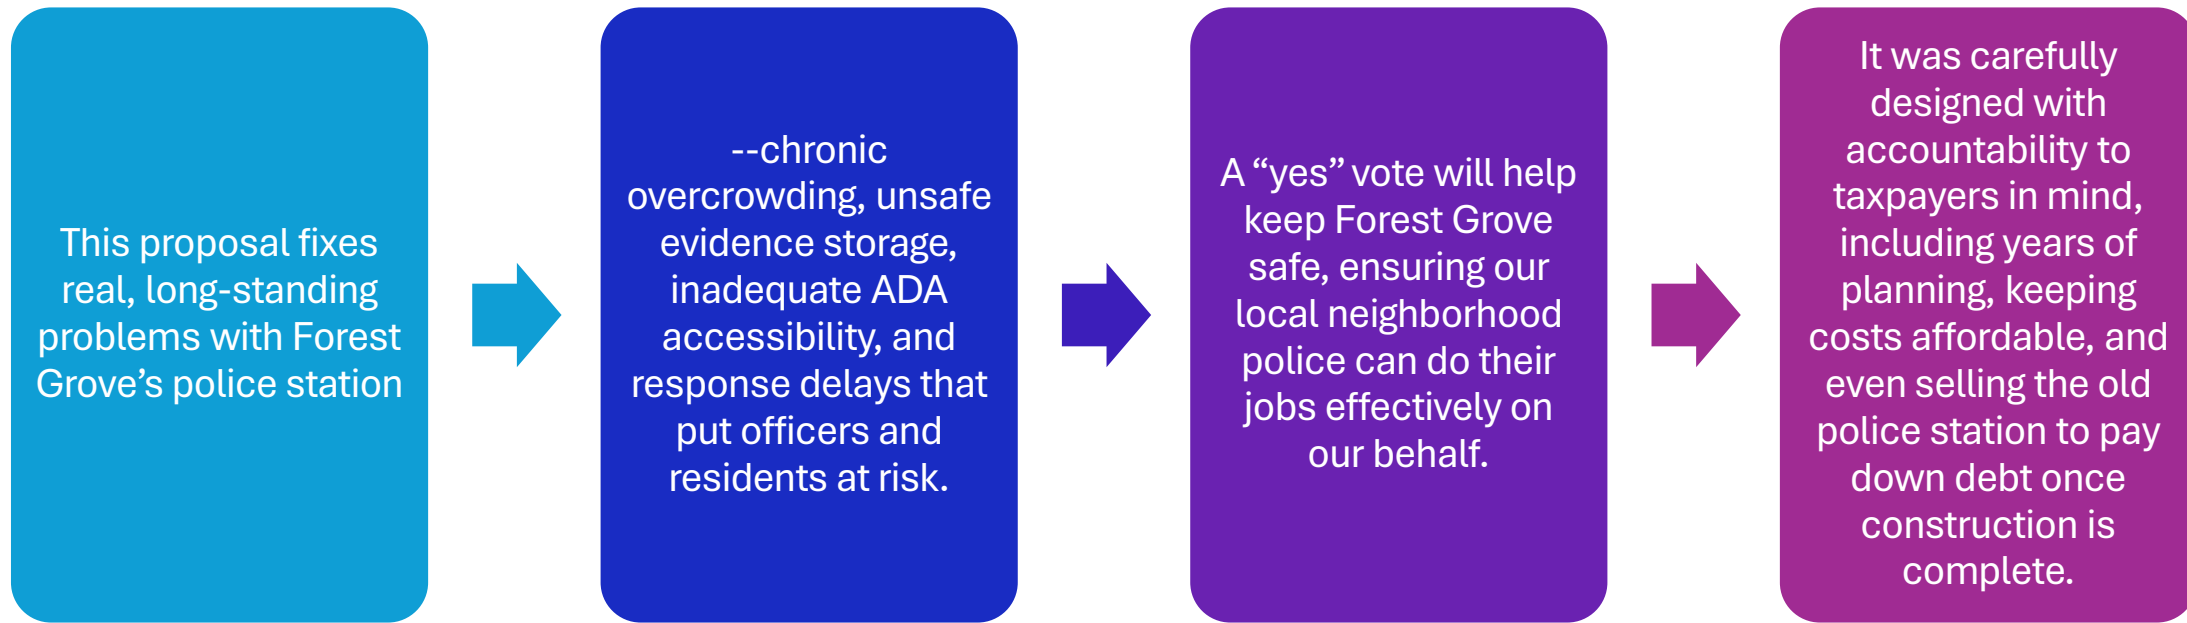 This proposal fixes
real, long-standing
problems with Forest
Grove’s police station
--chronic
overcrowding, unsafe
evidence storage,
inadequate ADA
accessibility, and
response delays that
put officers and
residents at risk.
A “yes” vote will help
keep Forest Grove
safe, ensuring our
local neighborhood
police can do their
jobs effectively on
our behalf.
It was carefully
designed with
accountability to
taxpayers in mind,
including years of
planning, keeping
costs affordable, and
even selling the old
police station to pay
down debt once
construction is
complete.